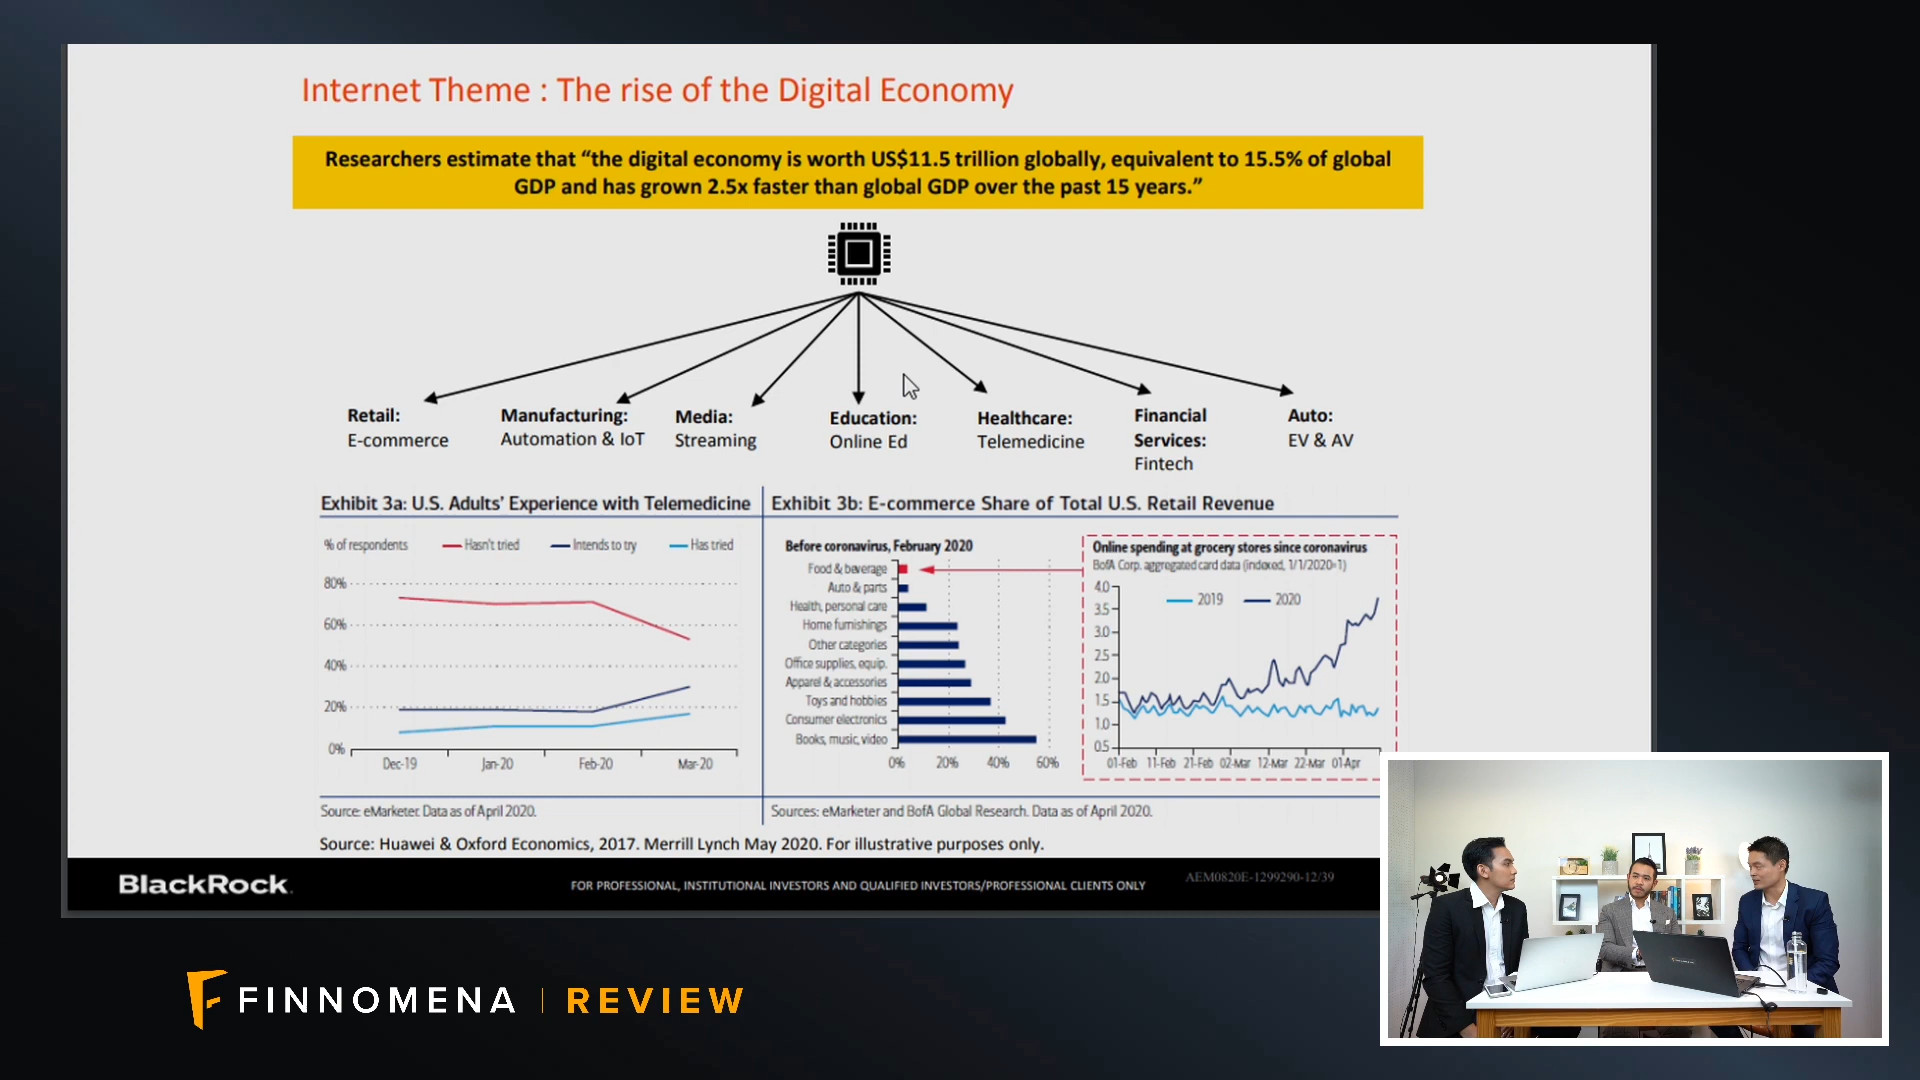 Internet Theme : The rise of the Digital Economy
Researchers estimate that “the digital economy is worth US$11.5 trillion globally, equivalent to 15.5% of global
GDP and has grown 2.5x faster than global GDP over the past 15 years.”
Retail:
E-commerce
Manufacturing:
Automation & IoT
Media:
Streaming
Education:
Online Ed
Healthcare:
Telemedicine
Financial
Services:
Fintech
Auto:
EV & AV
Exhibit 3a: U.S. Adults’ Experience with Telemedicine
% of respondents
Hasn't tried
Intends to try
Has tried
80%
60%
40%
20%
0%
Dec-19
Jan-20
Feb-20
Mar-20
Source: eMarketer. Data as of April 2020.
Exhibit 3b: E-commerce Share of Total U.S. Retail Revenue
Before coronavirus, February 2020
Food & beverage
Auto & parts
Health, personal care
Home furnishings
Other categories
Office supplies, equip.
Apparel & accessories
Toys and hobbies
Consumer electronics
Books, music, video
0%
20%
40%
60%
Online spending at grocery stores since coronavirus
BofA Corp. aggregated card data (indexed, 1/1/2020=1)
2019
2020
4.0
3.5
3.0
2.5
2.0
1.5
1.0
0.5
01-Feb
11-Feb
21-Feb
02-Mar
12-Mar
22-Mar
01-Apr
Sources: eMarketer and BofA Global Research. Data as of April 2020.
Source: Huawei & Oxford Economics, 2017. Merrill Lynch May 2020. For illustrative purposes only.
BlackRock
FOR PROFESSIONAL, INSTITUTIONAL INVESTORS AND QUALIFIED INVESTORS/PROFESSIONAL CLIENTS ONLY
AEM0820E-1299290-12/39
FINNOMENA | REVIEW